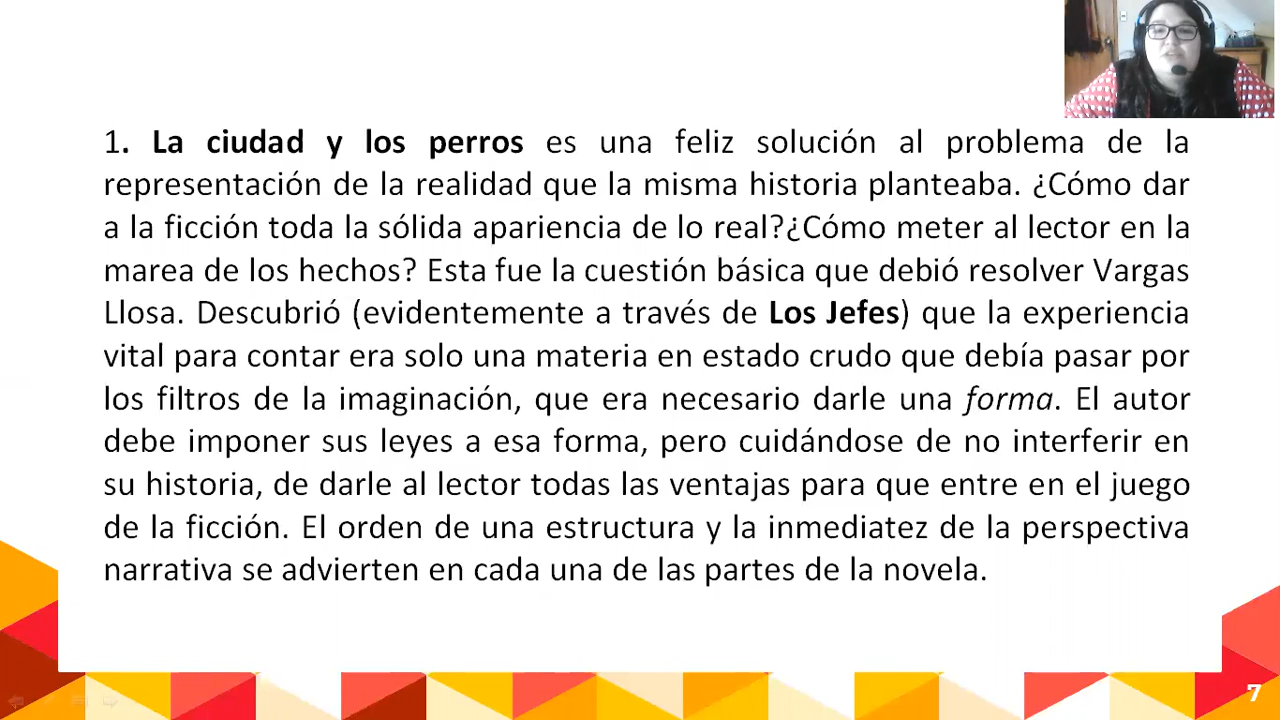 1. La ciudad y los perros es una feliz solución al problema de la
representación de la realidad que la misma historia planteaba. ¿Cómo dar
a la ficción toda la sólida apariencia de lo real?¿Cómo meter al lector en la
marea de los hechos? Esta fue la cuestión básica que debió resolver Vargas
Llosa. Descubrió (evidentemente a través de Los Jefes) que la experiencia
vital para contar era solo una materia en estado crudo que debía pasar por
los filtros de la imaginación, que era necesario darle una forma. El autor
debe imponer sus leyes a esa forma, pero cuidándose de no interferir en
su historia, de darle al lector todas las ventajas para que entre en el juego
de la ficción. El orden de una estructura y la inmediatez de la perspectiva
narrativa se advierten en cada una de las partes de la novela.
7